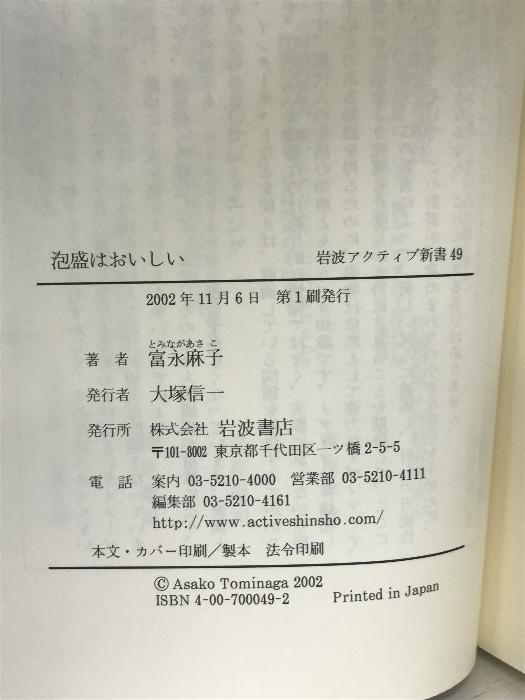 泡盛はおいしい 岩波アクティブ新書 49
2002年11月6日 第1刷発行
とみながあさこ
著 者 富永麻子
発行者 大塚信一
発行所 株式会社 岩波書店
〒101-8002 東京都千代田区一ツ橋 2-5-5
電 話 案内 03-5210-4000 営業部 03-5210-4111
編集部 03-5210-4161
http://www.activeshinsho.com/
本文・カバー印刷/製本 法令印刷
© Asako Tominaga 2002
ISBN 4-00-700049-2 Printed in Japan